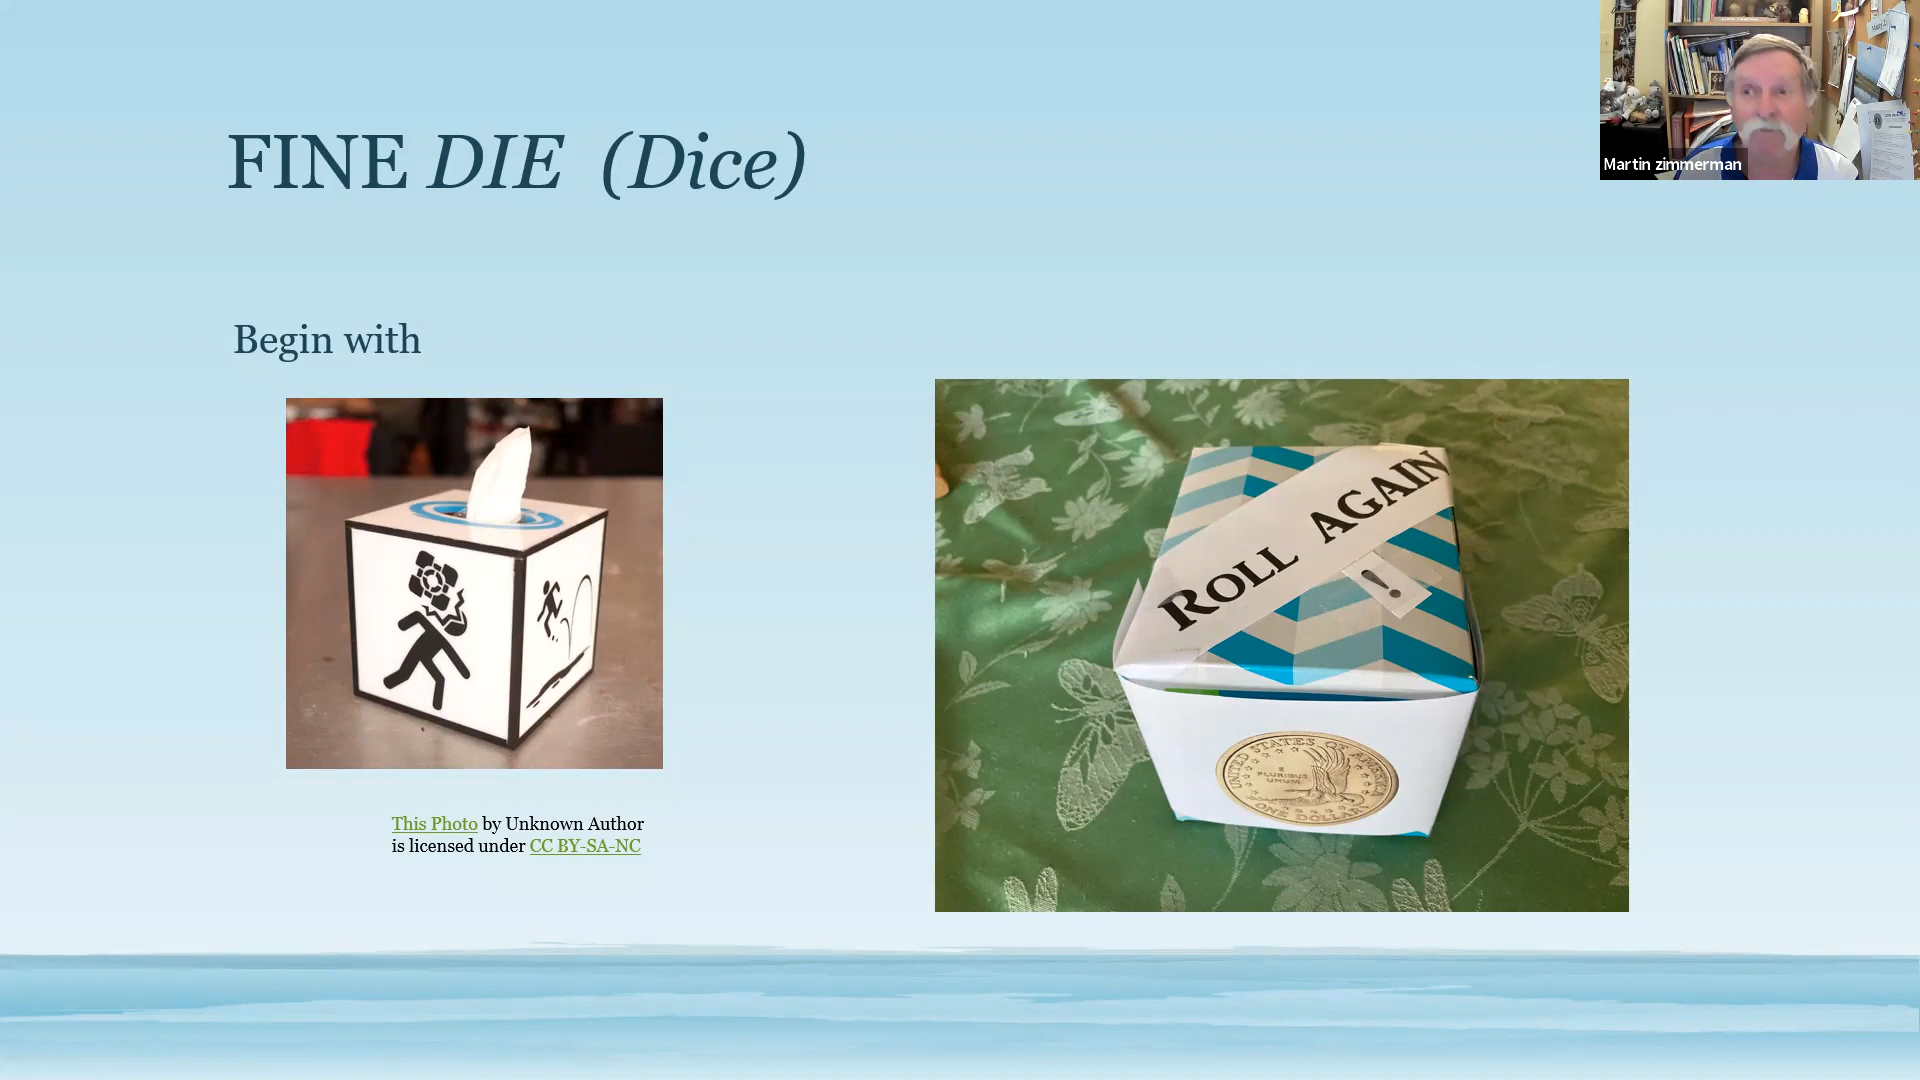 FINE DIE (Dice)
Martin zimmerman
Begin with
ROLL AGAIN
!
UNITED STATES OF AMERICA
E
PLURIBUS
UNUM
ONE DOLLAR
This Photo by Unknown Author
is licensed under CC BY-SA-NC